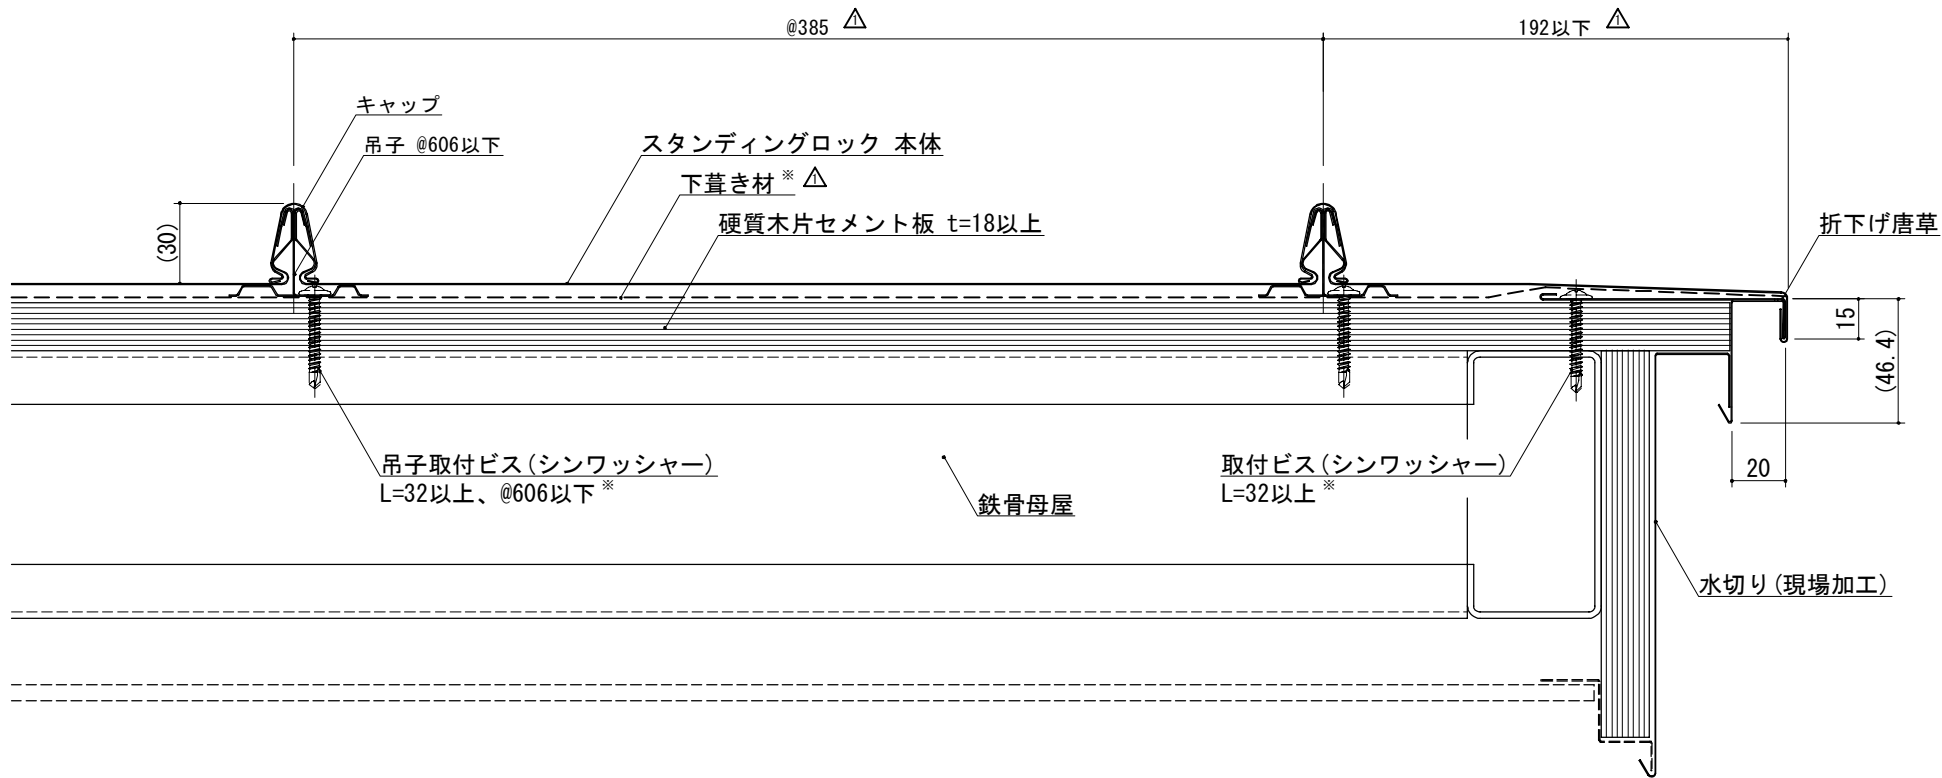 @385 1
192以下 1
キャップ
吊子 @606以下
スタンディングロック 本体
下葺き材※ 1
硬質木片セメント板 t=18以上
折下げ唐草
(30)
15
(46.4)
吊子取付ビス(シンワッシャー)
L=32以上、@606以下※
取付ビス(シンワッシャー)
L=32以上※
20
鉄骨母屋
水切り(現場加工)